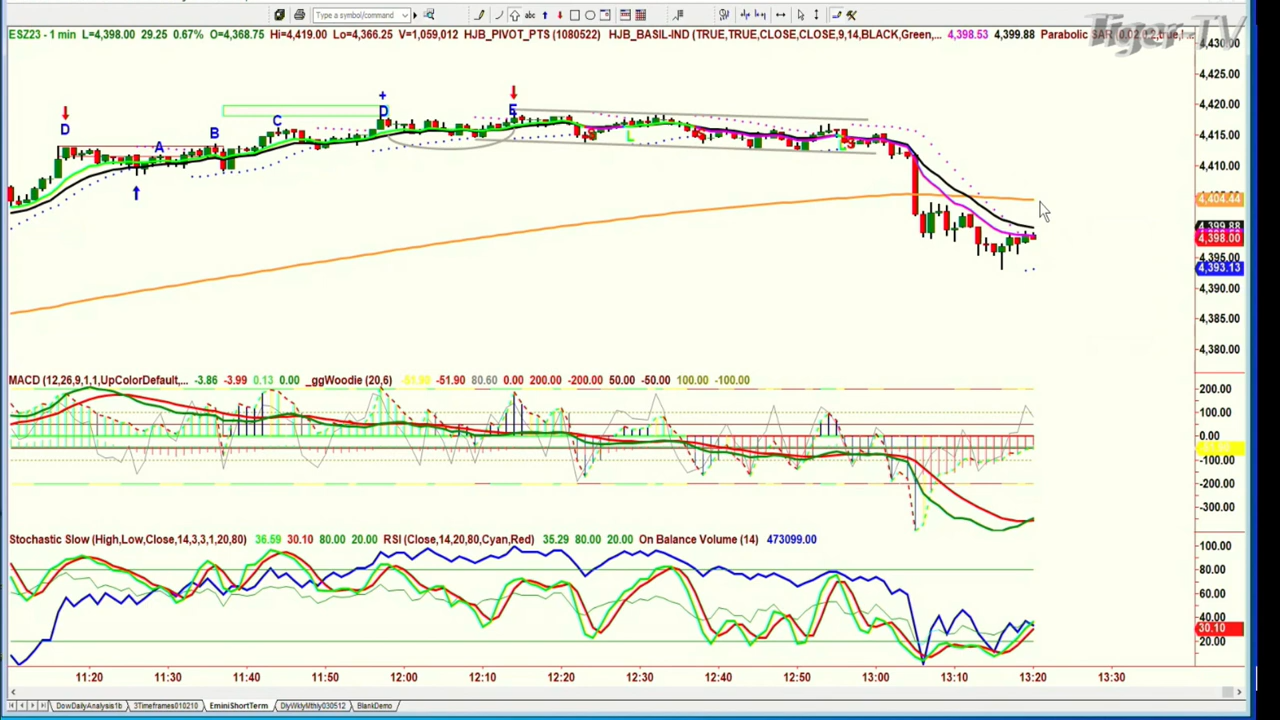 Type a symbol/command
abc
Tiger TV
ESZ23 - 1 min L=4,398.00 29.25 0.67% O=4,368.75 Hi=4,419.00 Lo=4,366.25 V=1,059,012 HJB_PIVOT_PTS (1080522) HJB_BASIL-IND (TRUE,TRUE,CLOSE,CLOSE,9,14,BLACK,Green,... 4,398.53 4,399.88 Parabolic SAR
4,430.00
4,425.00
4,420.00
4,415.00
4,410.00
4,404.44
4,399.88
4,398.00
4,395.00
4,393.13
4,390.00
4,385.00
4,380.00
D
A
B
C
+
D
E
S
L
S
L
S
MACD (12,26,9,1,1,UpColorDefault,... -3.86 -3.99 0.13 0.00 _ggWoodie (20,6) -51.90 -51.90 80.60 0.00 200.00 -200.00 50.00 -50.00 100.00 -100.00
200.00
100.00
0.00
-100.00
-200.00
-300.00
Stochastic Slow (High,Low,Close,14,3,3,1,20,80) 36.59 30.10 80.00 20.00 RSI (Close,14,20,80,Cyan,Red) 35.29 80.00 20.00 On Balance Volume (14) 473099.00
100.00
80.00
60.00
40.00
30.10
20.00
11:20 11:30 11:40 11:50 12:00 12:10 12:20 12:30 12:40 12:50 13:00 13:10 13:20 13:30
DowDailyAnalysis1b 3Timeframes010210 EminiShortTerm DlyWklyMthly030512 BlankDemo